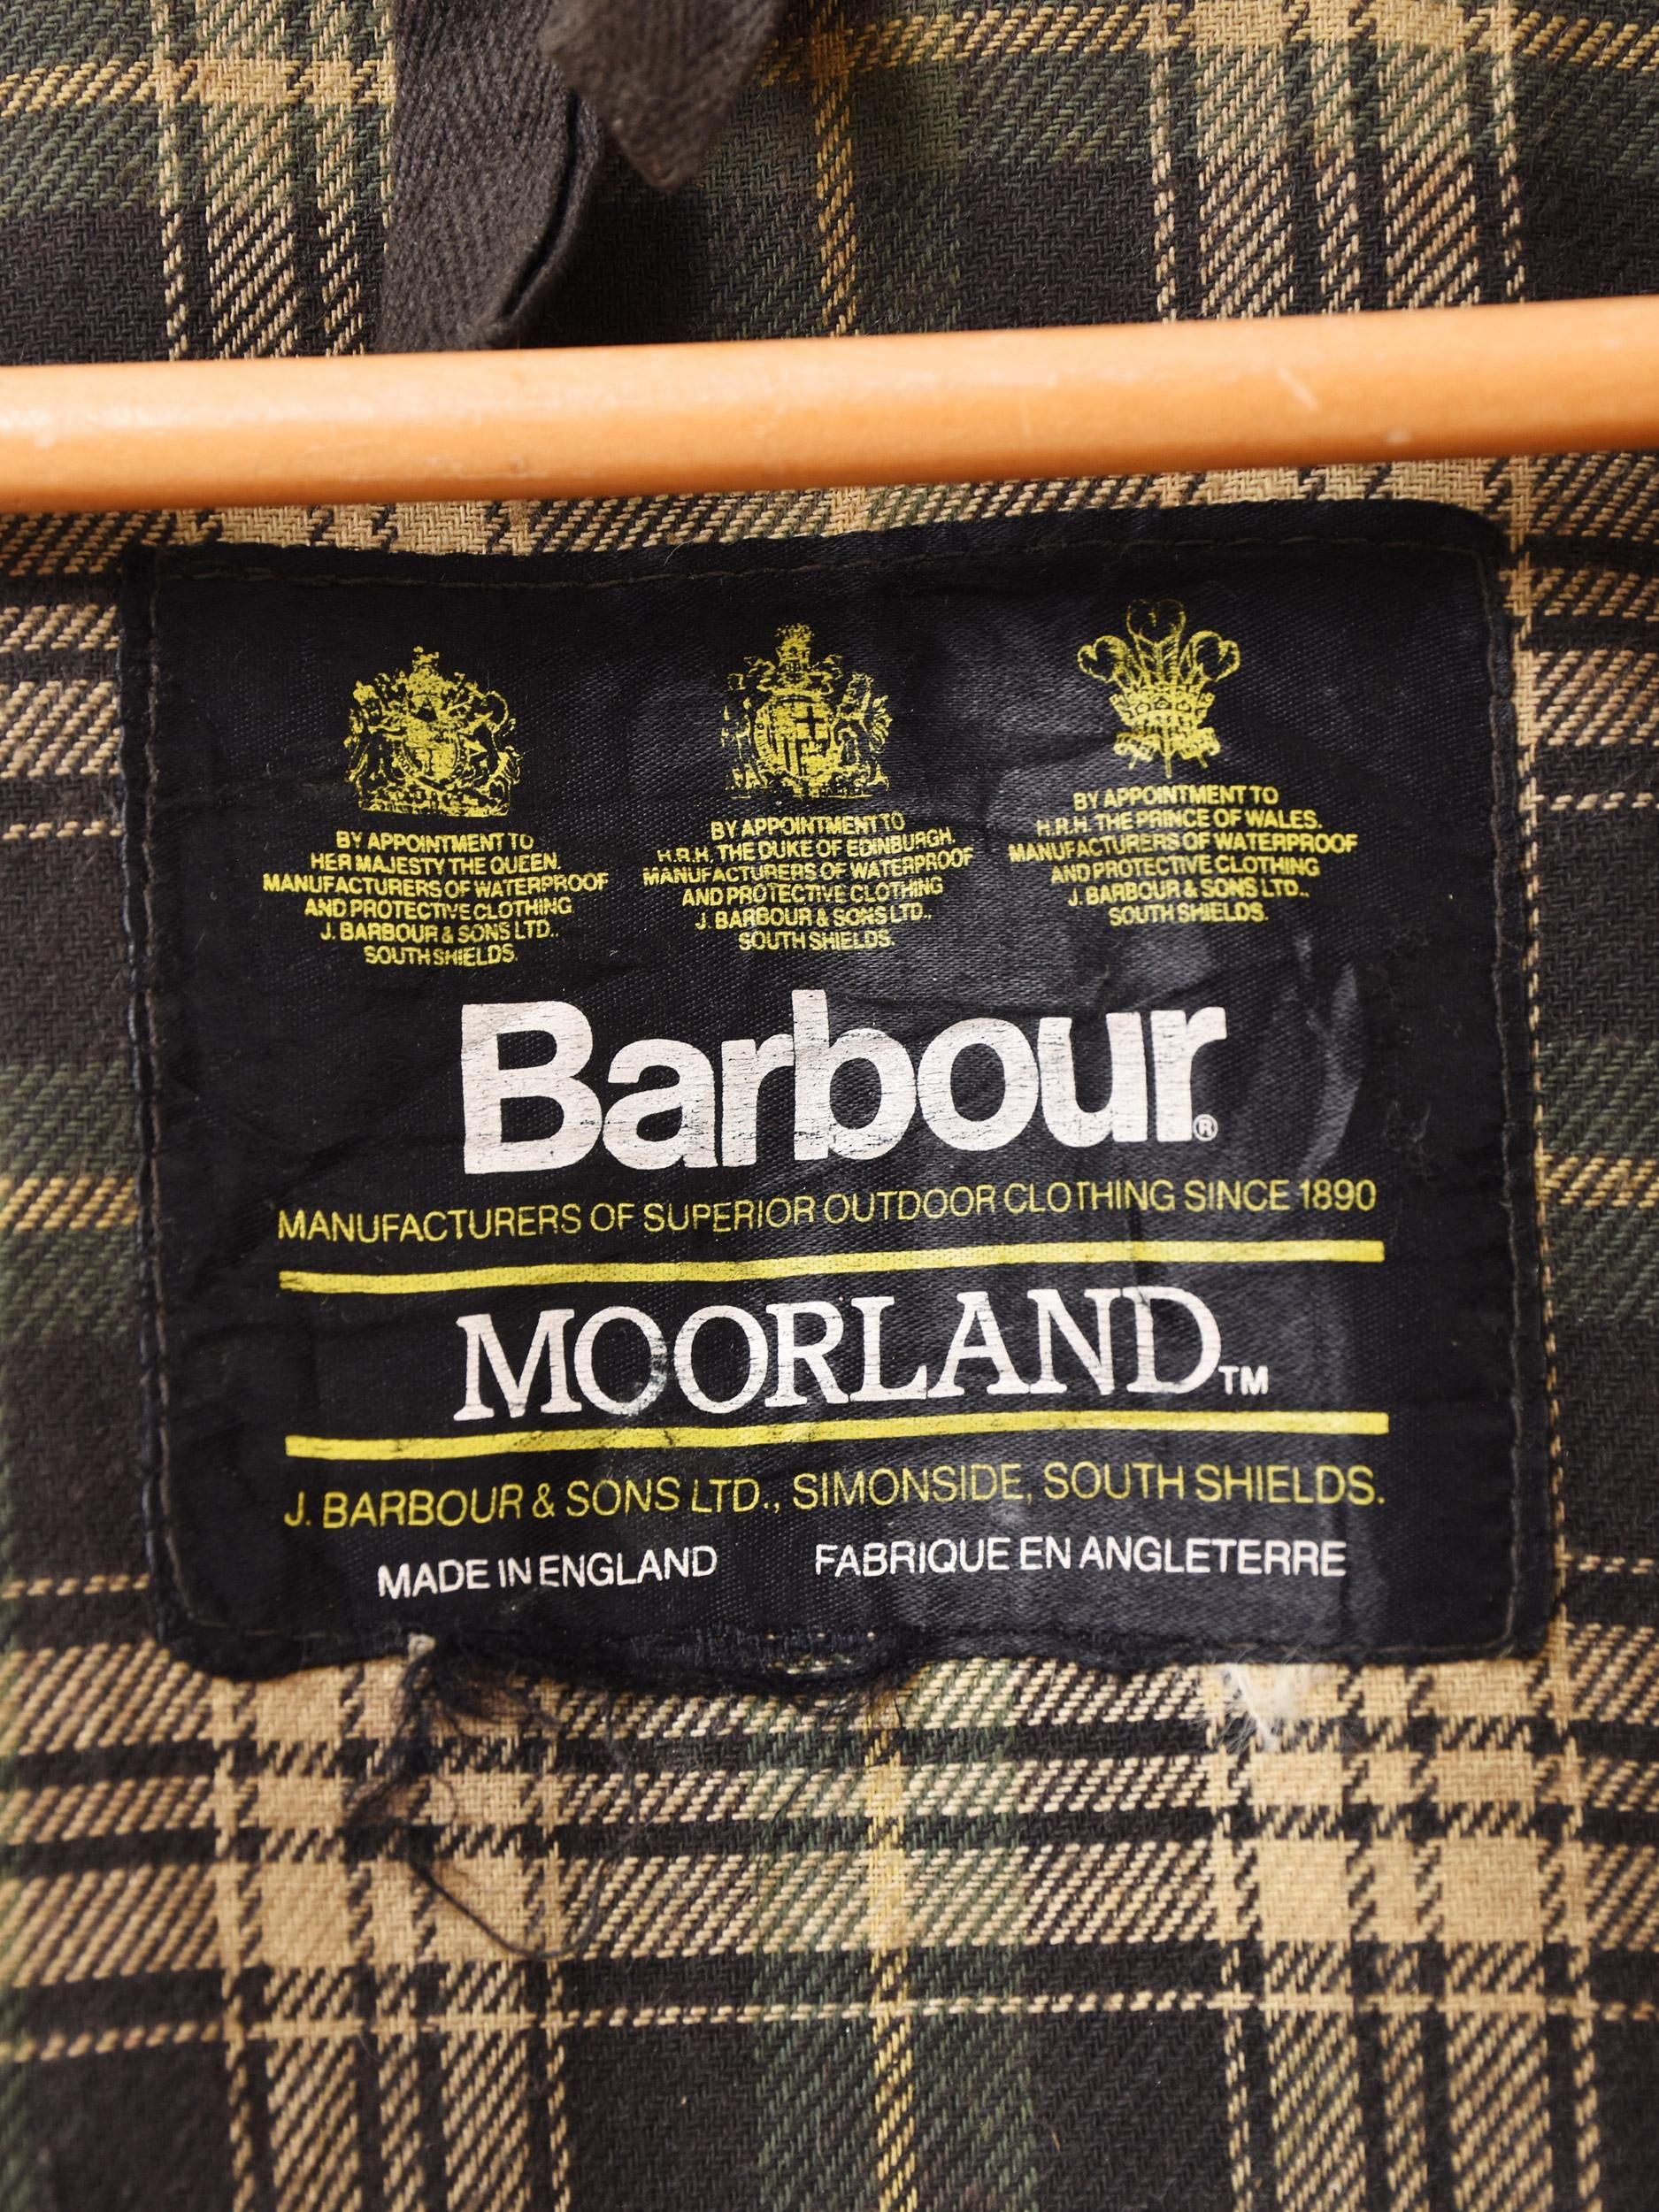 BY APPOINTMENT TO
HER MAJESTY THE QUEEN.
MANUFACTURERS OF WATERPROOF
AND PROTECTIVE CLOTHING
J. BARBOUR & SONS LTD..
SOUTH SHIELDS.
BY APPOINTMENT TO
H.R.H. THE DUKE OF EDINBURGH.
MANUFACTURERS OF WATERPROOF
AND PROTECTIVE CLOTHING
J. BARBOUR & SONS LTD..
SOUTH SHIELDS.
BY APPOINTMENT TO
H.R.H. THE PRINCE OF WALES.
MANUFACTURERS OF WATERPROOF
AND PROTECTIVE CLOTHING
J. BARBOUR & SONS LTD..
SOUTH SHIELDS.
Barbour®
MANUFACTURERS OF SUPERIOR OUTDOOR CLOTHING SINCE 1890
MOORLAND™
J. BARBOUR & SONS LTD., SIMONSIDE, SOUTH SHIELDS.
MADE IN ENGLAND FABRIQUE EN ANGLETERRE